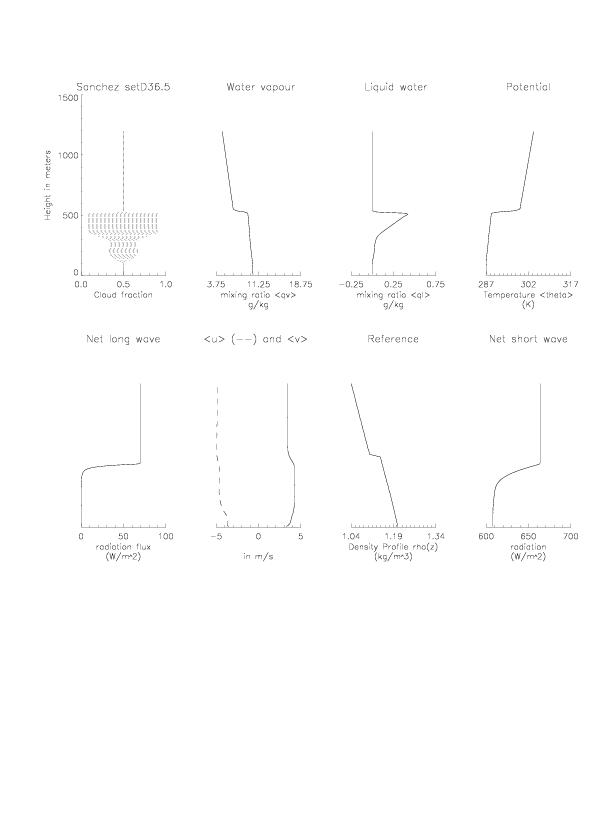 Sanchez setD36.5
Water vapour
Liquid water
Potential
1500
1000
500
0
Height in meters
0.0 0.5 1.0
3.75 11.25 18.75
-0.25 0.25 0.75
287 302 317
Cloud fraction
mixing ratio <qv>
mixing ratio <ql>
Temperature <theta>
g/kg
g/kg
(K)
Net long wave
<u> (--) and <v>
Reference
Net short wave
0 50 100
-5 0 5
1.04 1.19 1.34
600 650 700
radiation flux
in m/s
Density Profile rho(z)
radiation
(W/m^2)
(kg/m^3)
(W/m^2)